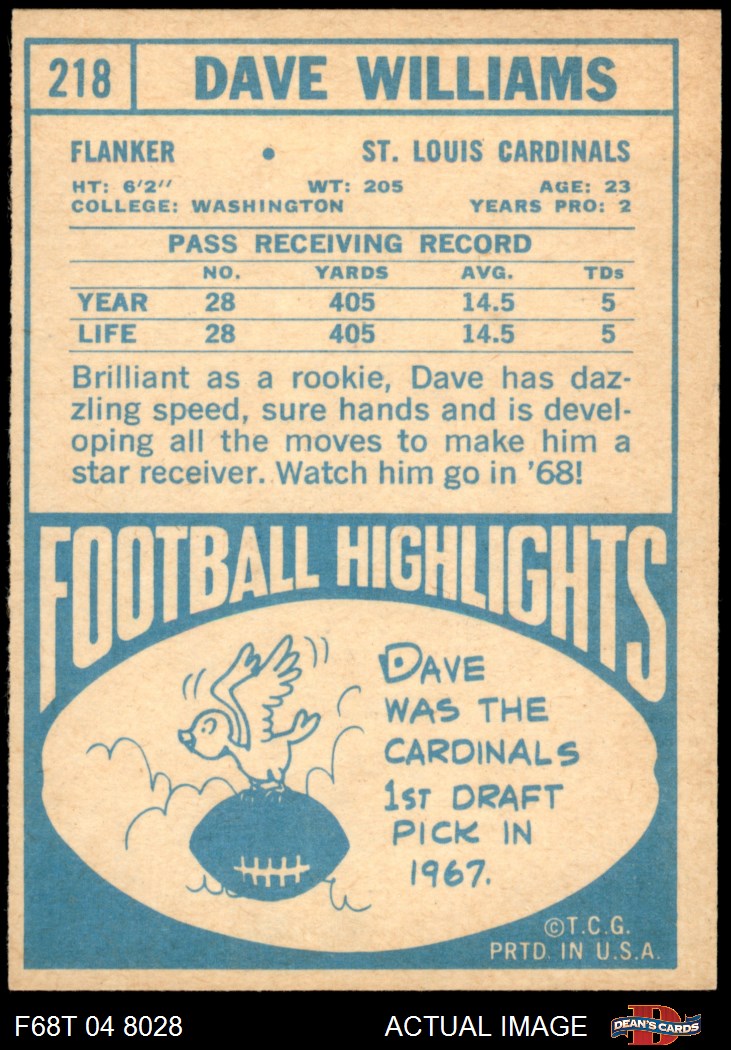 218 DAVE WILLIAMS
FLANKER • ST. LOUIS CARDINALS
HT: 6'2" WT: 205 AGE: 23
COLLEGE: WASHINGTON YEARS PRO: 2
PASS RECEIVING RECORD
NO. YARDS AVG. TDs
YEAR 28 405 14.5 5
LIFE 28 405 14.5 5
Brilliant as a rookie, Dave has daz-
zling speed, sure hands and is devel-
oping all the moves to make him a
star receiver. Watch him go in '68!
FOOTBALL HIGHLIGHTS
DAVE
WAS THE
CARDINALS
1ST DRAFT
PICK IN
1967.
©T.C.G.
PRTD. IN U.S.A.
F68T 04 8028 ACTUAL IMAGE D DEAN'S CARDS